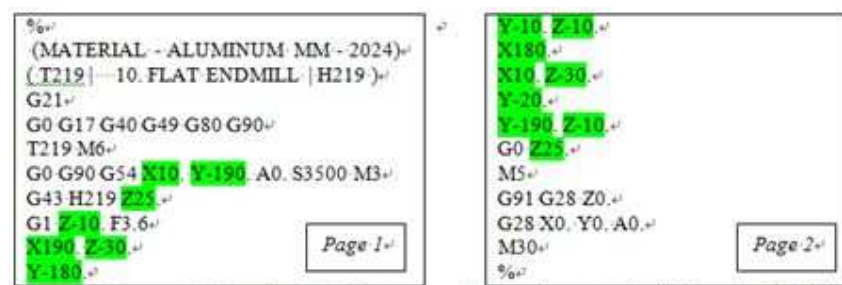 %
(MATERIAL - ALUMINUM MM - 2024)
( T219 | 10. FLAT ENDMILL | H219 )
G21
G0 G17 G40 G49 G80 G90
T219 M6
G0 G90 G54 X10. Y-190. A0. S3500 M3
G43 H219 Z25.
G1 Z-10. F3.6
X190. Z-30.
Y-180.
Page 1
Y-10. Z-10.
X180.
X10. Z-30.
Y-20.
Y-190. Z-10.
G0 Z25.
M5
G91 G28 Z0.
G28 X0. Y0. A0.
M30
%
Page 2